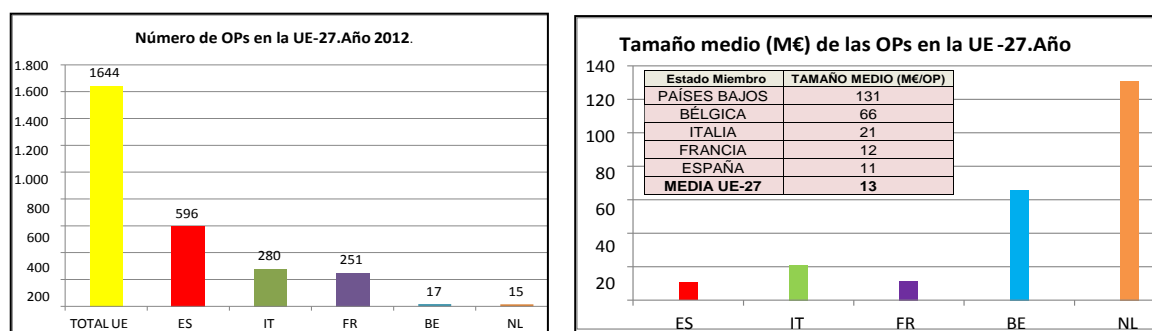 Número de OPs en la UE-27.Año 2012.
1.800
1.600
1.400
1.200
1.000
800
600
400
200
1644
596
280
251
17
15
TOTAL UE ES IT FR BE NL
Tamaño medio (M€) de las OPs en la UE -27.Año
140
120
100
80
60
40
20
Estado Miembro TAMAÑO MEDIO (M€/OP)
PAÍSES BAJOS 131
BÉLGICA 66
ITALIA 21
FRANCIA 12
ESPAÑA 11
MEDIA UE-27 13
ES IT FR BE NL